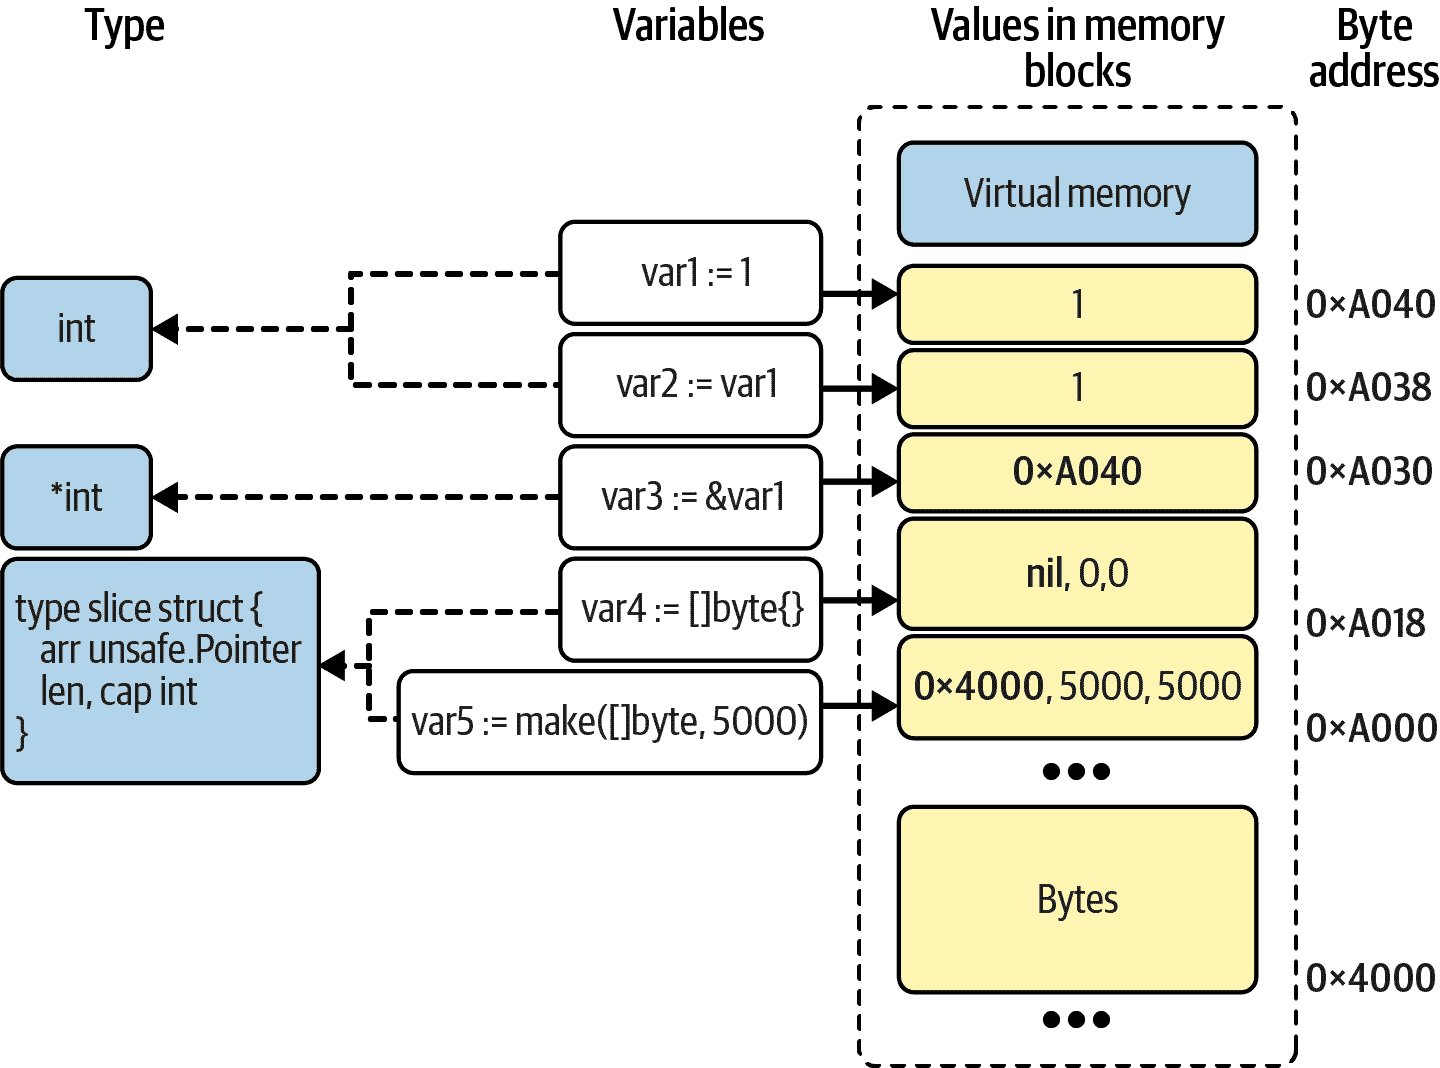 Type
Variables
Values in memory
blocks
Byte
address
Virtual memory
var1 := 1
1
0×A040
int
var2 := var1
1
0×A038
*int
var3 := &var1
0×A040
0×A030
type slice struct {
arr unsafe.Pointer
len, cap int
}
var4 := []byte{}
nil, 0,0
0×A018
var5 := make([]byte, 5000)
0×4000, 5000, 5000
0×A000
•••
Bytes
0×4000
•••